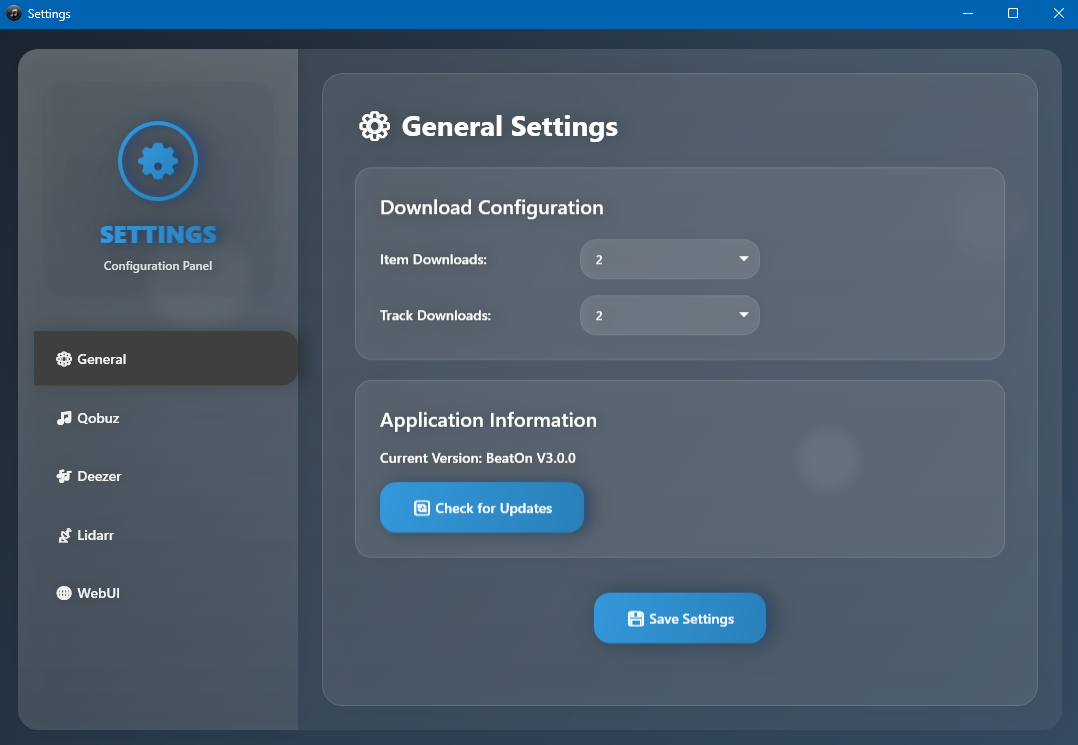 Settings
SETTINGS
Configuration Panel
General
Qobuz
Deezer
Lidarr
WebUI
General Settings
Download Configuration
Item Downloads: 2
Track Downloads: 2
Application Information
Current Version: BeatOn V3.0.0
Check for Updates
Save Settings